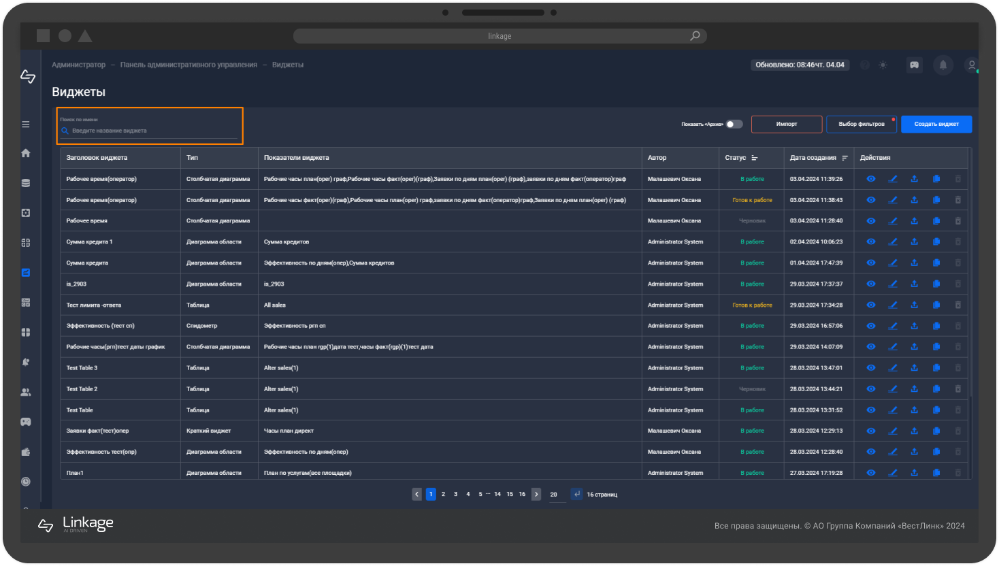 linkage
Администратор – Панель административного управления – Виджеты
Обновлено: 08:46чт. 04.04
Виджеты
Поиск по имени
Введите название виджета
Показать «Архив»
Импорт
Выбор фильтров
Создать виджет
Заголовок виджета Тип Показатели виджета Автор Статус Дата создания Действия
Рабочее время(оператор) Столбчатая диаграмма Рабочие часы план(oper) граф,Рабочие часы факт(oper)(граф),Заявки по дням план(oper) (граф),заявки по дням факт(оператор)граф Малашевич Оксана В работе 03.04.2024 11:39:26
Рабочее время(оператор) Столбчатая диаграмма Рабочие часы факт(oper)(граф),Рабочие часы план(oper) граф,заявки по дням факт(оператор)граф,Заявки по дням план(oper) (граф) Малашевич Оксана Готов к работе 03.04.2024 11:38:43
Рабочее время Столбчатая диаграмма Малашевич Оксана Черновик 03.04.2024 11:28:40
Сумма кредита 1 Диаграмма области Сумма кредитов Administrator System В работе 02.04.2024 10:06:23
Сумма кредита Диаграмма области Эффективность по дням(опер),Сумма кредитов Administrator System В работе 01.04.2024 17:47:39
is_2903 Диаграмма области is_2903 Administrator System В работе 29.03.2024 17:37:37
Тест лимита -ответа Таблица All sales Administrator System Готов к работе 29.03.2024 17:34:28
Эффективность (тест сп) Спидометр Эффективность ргп сп Administrator System В работе 29.03.2024 16:57:06
Рабочие часы(ргп)тест даты график Столбчатая диаграмма Рабочие часы план rgp(1)дата тест,часы факт(rgp)(1)тест дата Administrator System В работе 29.03.2024 14:07:09
Test Table 3 Таблица Alter sales(1) Administrator System В работе 28.03.2024 13:47:01
Test Table 2 Таблица Alter sales(1) Administrator System Черновик 28.03.2024 13:44:21
Test Table Таблица Alter sales(1) Administrator System В работе 28.03.2024 13:31:52
Заявки факт(тест)опер Краткий виджет Часы план директ Малашевич Оксана В работе 28.03.2024 12:29:13
Эффективность тест(опр) Диаграмма области Эффективность по дням(опер) Малашевич Оксана В работе 28.03.2024 12:28:40
План1 Диаграмма области План по услугам(все площадки) Administrator System В работе 27.03.2024 17:19:28
1 2 3 4 5 ··· 14 15 16 20 16 страниц
Linkage
AI DRIVEN
Все права защищены. © АО Группа Компаний «ВестЛинк» 2024